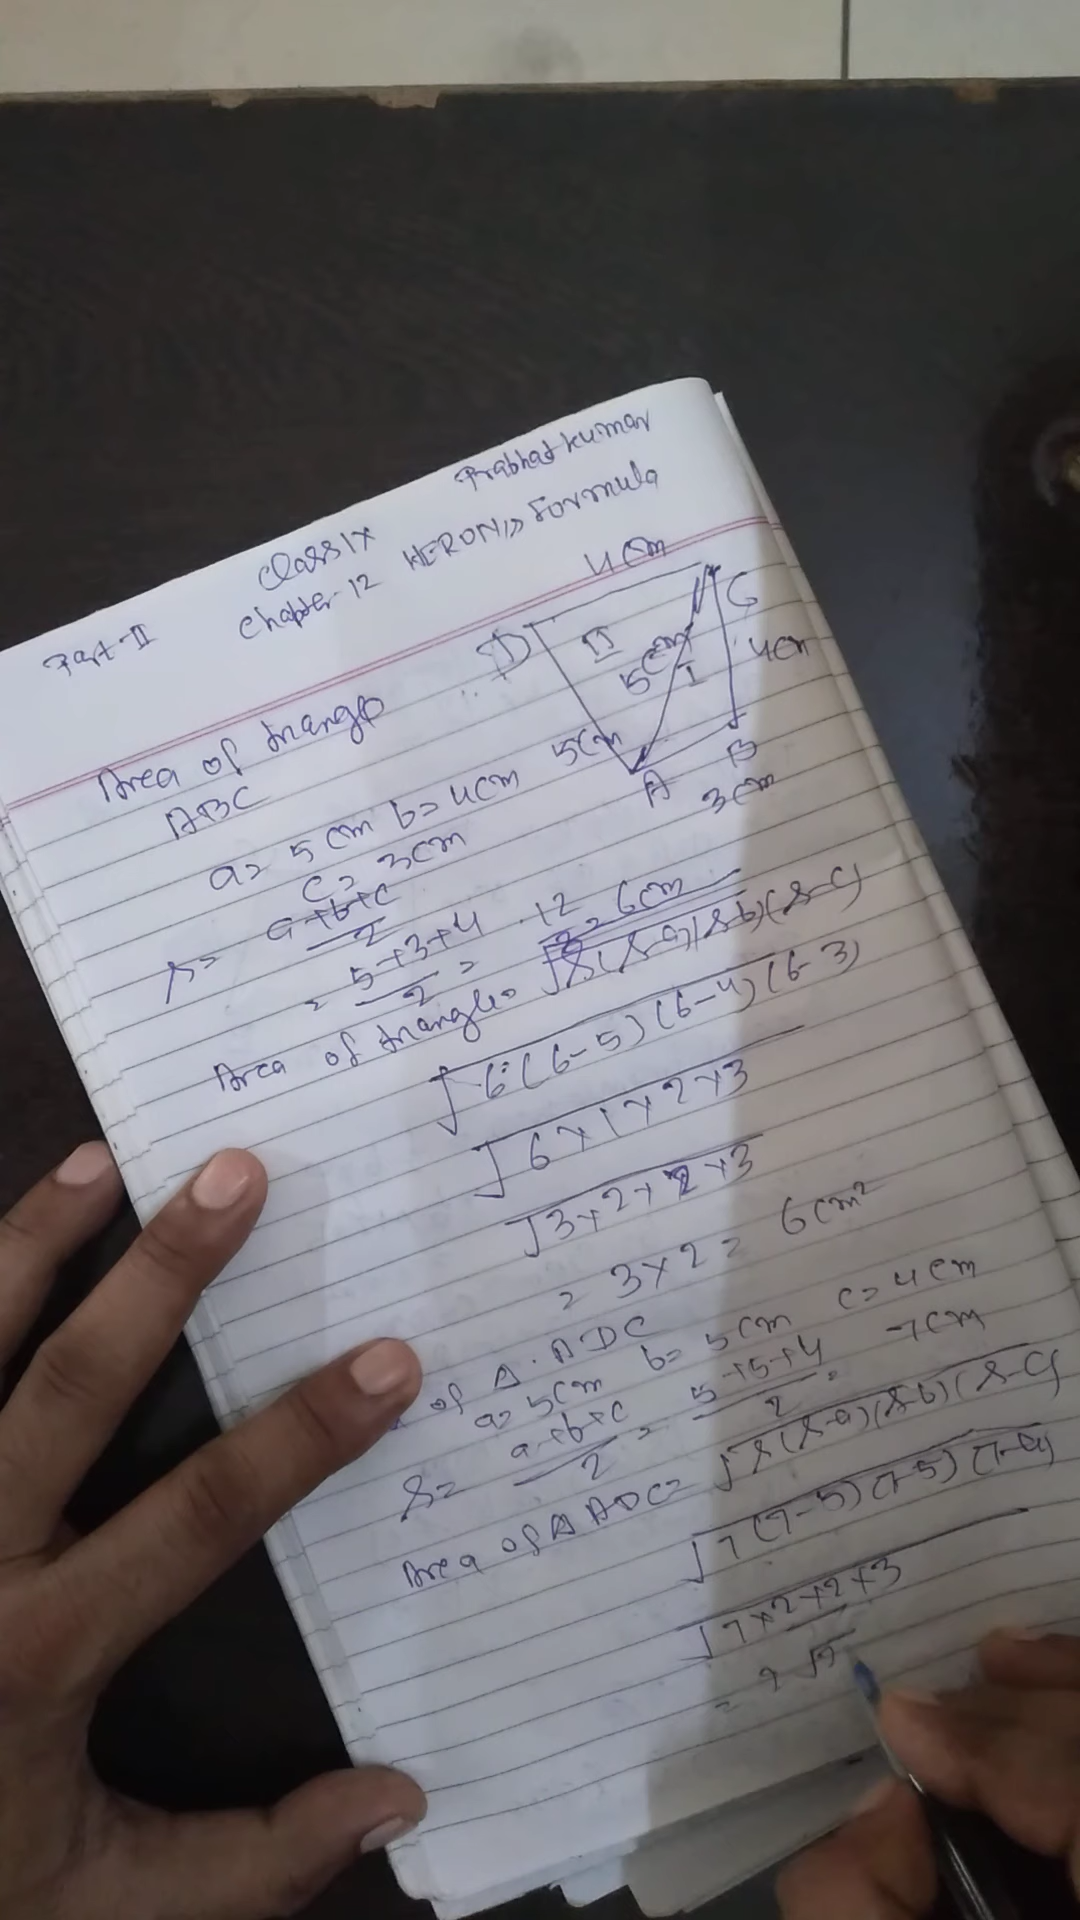 Prabhat kumar
Class IX
Part-II Chapter-12 HERON'S Formula
4cm
D C
II
5cm I 4cm
5cm
A B
3cm
Area of triangle
ABC
a= 5cm b=4cm
c= 3cm
s= a+b+c/2
= 5+3+4/2 = 12/2 = 6cm
Area of triangle= √s(s-a)(s-b)(s-c)
√6(6-5)(6-4)(6-3)
√6×1×2×3
√3×2×2×3
= 3×2= 6cm²
of Δ ADC
a= 5cm b= 5cm c= 4cm
s= a+b+c/2 = 5+5+4/2 = 7cm
Area of Δ ADC= √s(s-a)(s-b)(s-c)
√7(7-5)(7-5)(7-4)
√7×2×2×3
= 2√